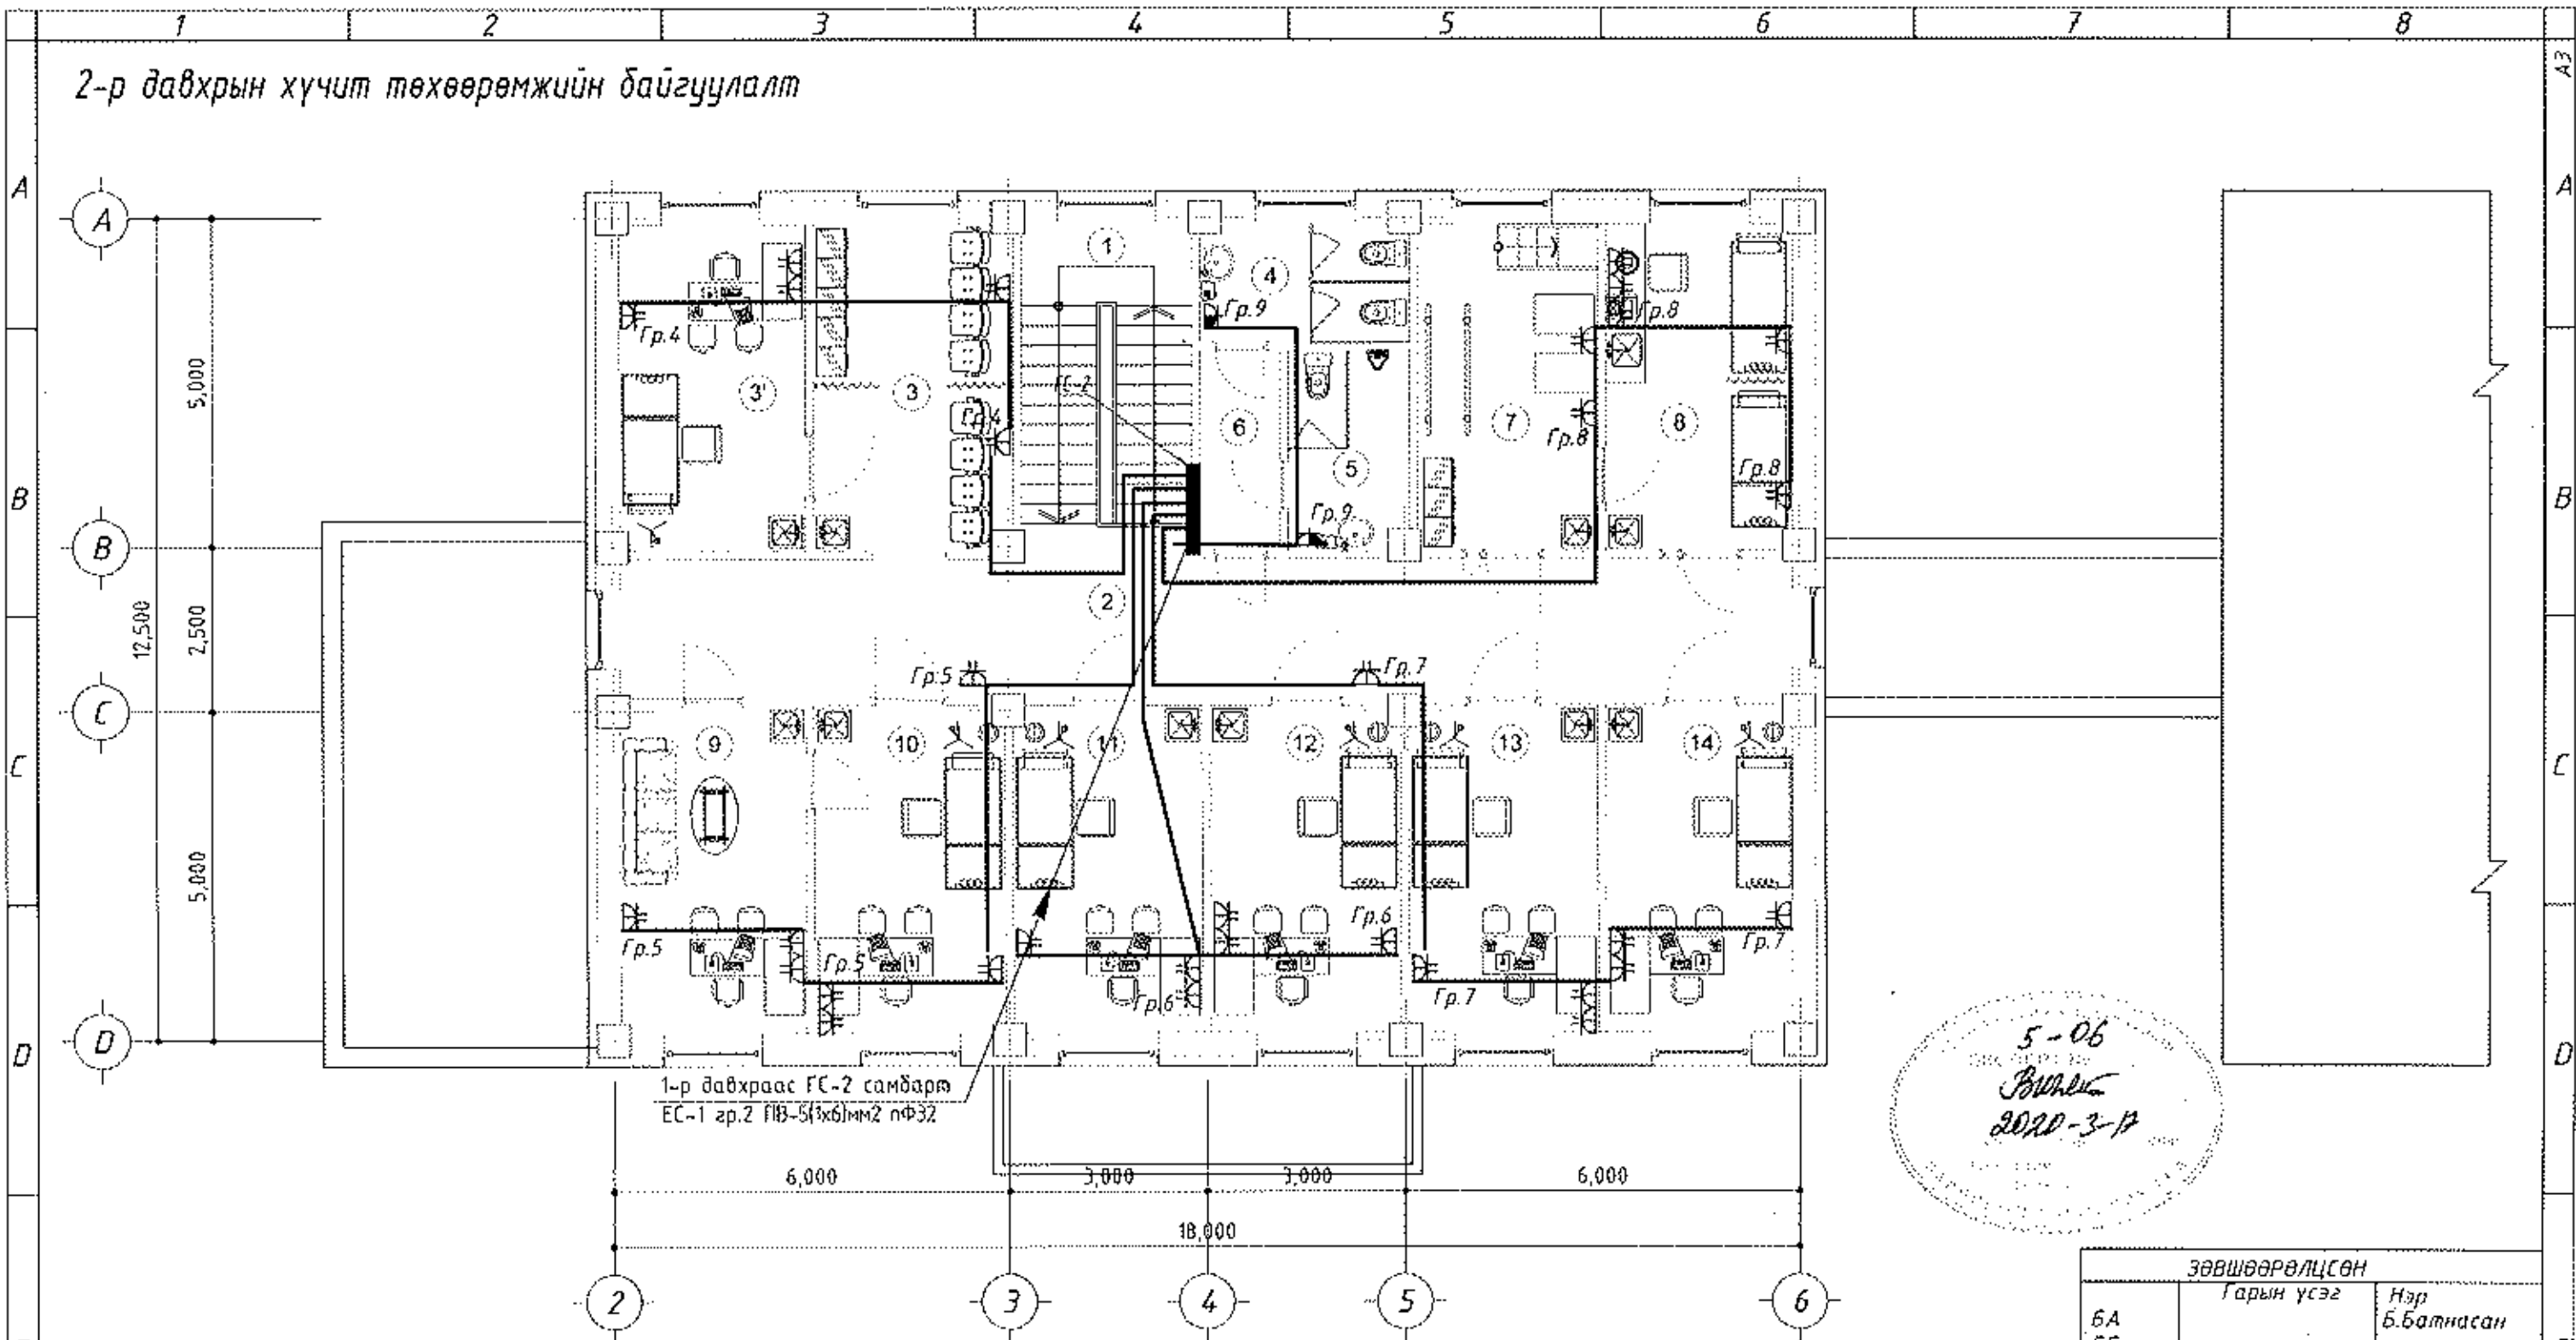 1 2 3 4 5 6 7 8
A3
2-р давхрын хүчит төхөөрөмжийн байгуулалт
A A
B B
C C
D D
A
B
C
D
5,000
2,500
5,000
12,500
1
4
Гр.9
Гр.8
Гр.4
3'
3
ГС-2
Гр.4
6
7
8
Гр.8
5
Гр.8
Гр.9
2
Гр.5
Гр.7
9
10
11
12
13
14
Гр.5
Гр.5
Гр.6
Гр.6
Гр.7
Гр.7
1-р давхраас ГС-2 самбарт
ЕС-1 гр.2 ПВ-5(1x6)мм2 пФ32
5-06
2020-3-17
6,000 3,000 3,000 6,000
18,000
2 3 4 5 6
ЗӨВШӨӨРӨЛЦСӨН
Гарын үсэг Нэр
БА Б.Батнасан